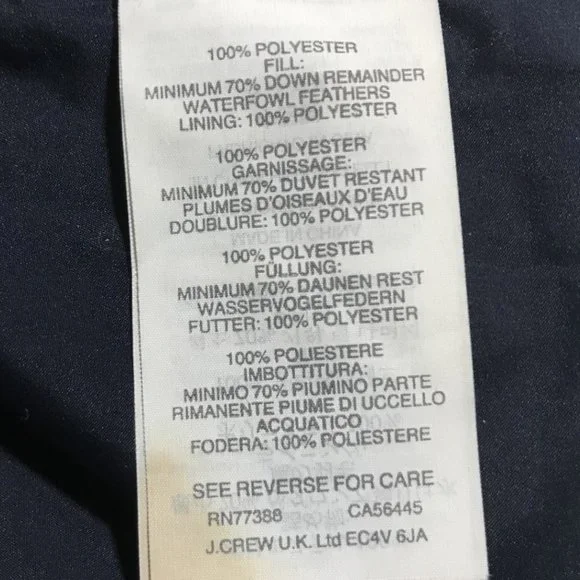 100% POLYESTER
FILL:
MINIMUM 70% DOWN REMAINDER
WATERFOWL FEATHERS
LINING: 100% POLYESTER
100% POLYESTER
GARNISSAGE:
MINIMUM 70% DUVET RESTANT
PLUMES D'OISEAUX D'EAU
DOUBLURE: 100% POLYESTER
100% POLYESTER
FÜLLUNG:
MINIMUM 70% DAUNEN REST
WASSERVOGELFEDERN
FUTTER: 100% POLYESTER
100% POLIESTERE
IMBOTTITURA:
MINIMO 70% PIUMINO PARTE
RIMANENTE PIUME DI UCCELLO
ACQUATICO
FODERA: 100% POLIESTERE
SEE REVERSE FOR CARE
RN77388 CA56445
J.CREW U.K. Ltd EC4V 6JA